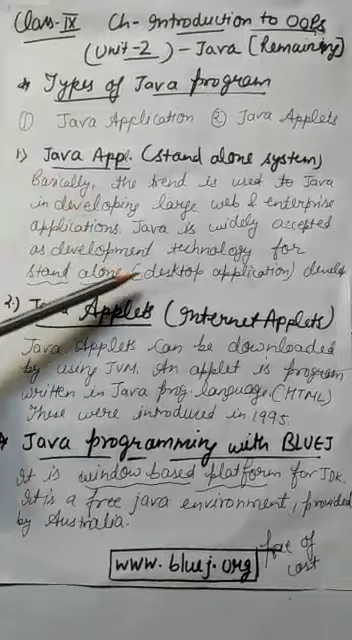 Class-IX Ch- Introduction to OOPs
(Unit-2) - Java [Remaining]
* Types of Java program
① Java Application ② Java Applets
1) Java Appl. (Stand alone system)
Basically, the trend is used to Java
in developing large web & enterprise
applications. Java is widely accepted
as development technology for
stand alone (desktop application) develp
2.) Applets (Internet Applets)
Java Applets can be downloaded
by using JVM. An applet is program
written in Java prog. language. (HTML)
These were introduced in 1995.
* Java programming with BLUEJ
It is window based platform for JDK.
It is a free java environment, provided
by Australia.
www.bluej.org free of
cost